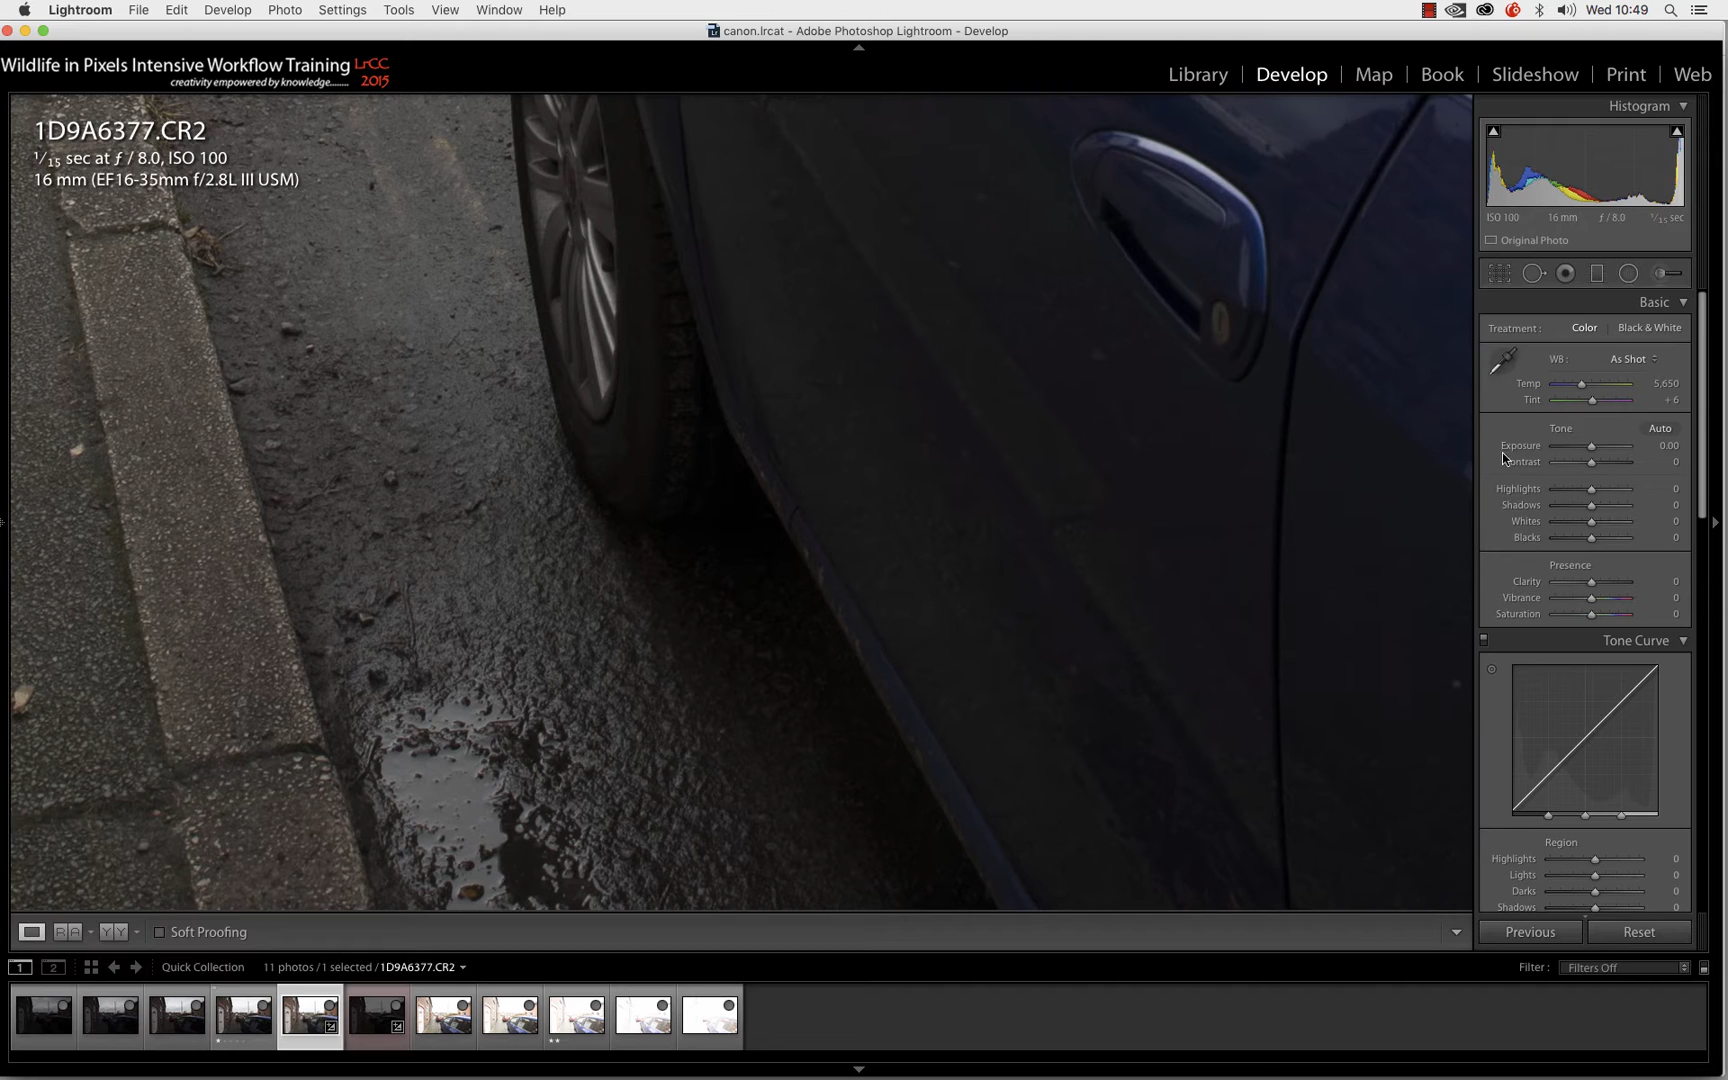 Lightroom File Edit Develop Photo Settings Tools View Window Help Wed 10:49
canon.lrcat - Adobe Photoshop Lightroom - Develop
Wildlife in Pixels Intensive Workflow Training LrCC
creativity empowered by knowledge........ 2015
Library | Develop | Map | Book | Slideshow | Print | Web
Histogram
1D9A6377.CR2
1/15 sec at ƒ / 8.0, ISO 100
16 mm (EF16-35mm f/2.8L III USM)
ISO 100 16 mm ƒ / 8.0 1/15 sec
Original Photo
Basic
Treatment : Color | Black & White
WB : As Shot
Temp 5,650
Tint + 6
Tone Auto
Exposure 0.00
Contrast 0
Highlights 0
Shadows 0
Whites 0
Blacks 0
Presence
Clarity 0
Vibrance 0
Saturation 0
Tone Curve
Region
Highlights 0
Lights 0
Darks 0
Shadows 0
R A Y Y Soft Proofing
Previous Reset
1 2 Quick Collection 11 photos / 1 selected / 1D9A6377.CR2 Filter : Filters Off